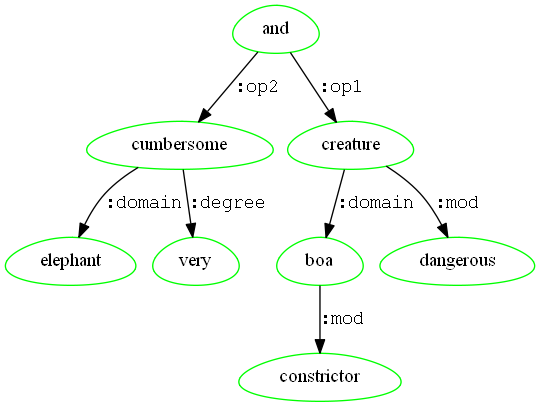 and
:op2 :op1
cumbersome creature
:domain :degree :domain :mod
elephant very boa dangerous
:mod
constrictor